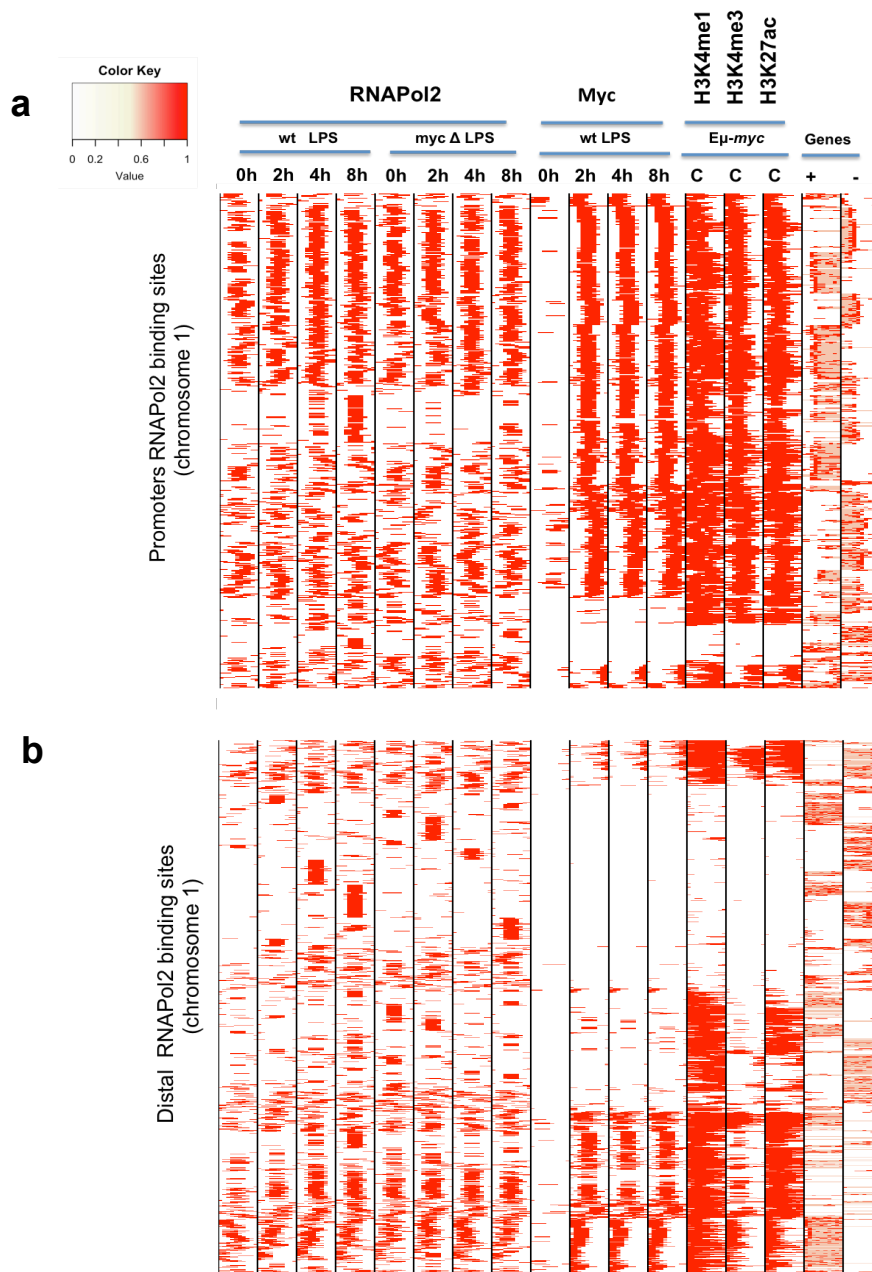 a
Color Key
0 0.2 0.6 1
Value
RNAPol2
Myc
H3K4me1
H3K4me3
H3K27ac
wt LPS
myc Δ LPS
wt LPS
Eµ-myc
Genes
0h 2h 4h 8h 0h 2h 4h 8h 0h 2h 4h 8h C C C + -
Promoters RNAPol2 binding sites
(chromosome 1)
b
Distal RNAPol2 binding sites
(chromosome 1)